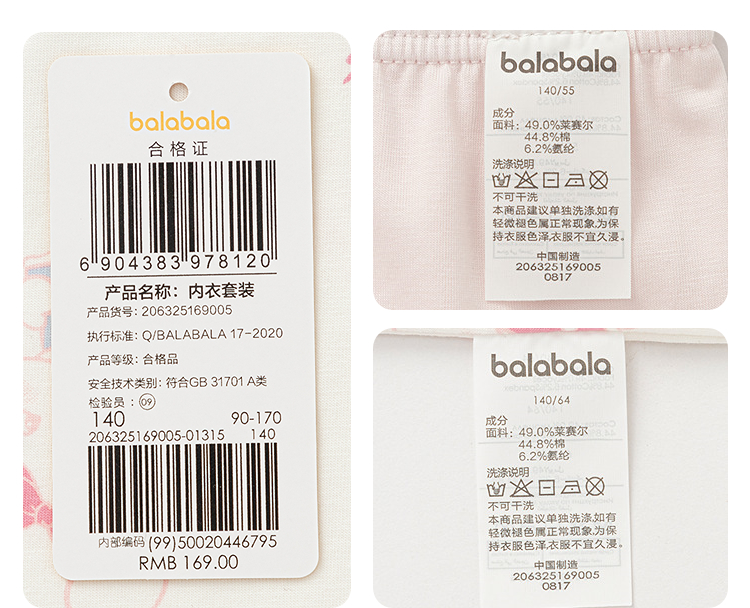 balabala
合格证
6 904383 978120
产品名称: 内衣套装
产品货号: 206325169005
执行标准: Q/BALABALA 17-2020
产品等级: 合格品
安全技术类别: 符合GB 31701 A类
检验员 : 09
140 90-170
206325169005-01315 140
内部编码 (99)50020446795
RMB 169.00
balabala
140/55
成分
面料: 49.0%莱赛尔
44.8%棉
6.2%氨纶
洗涤说明
不可干洗
本商品建议单独洗涤,如有
轻微褪色属正常现象,为保
持衣服色泽,衣服不宜久浸。
中国制造
206325169005
0817
balabala
140/64
成分
面料: 49.0%莱赛尔
44.8%棉
6.2%氨纶
洗涤说明
不可干洗
本商品建议单独洗涤,如有
轻微褪色属正常现象,为保
持衣服色泽,衣服不宜久浸。
中国制造
206325169005
0817